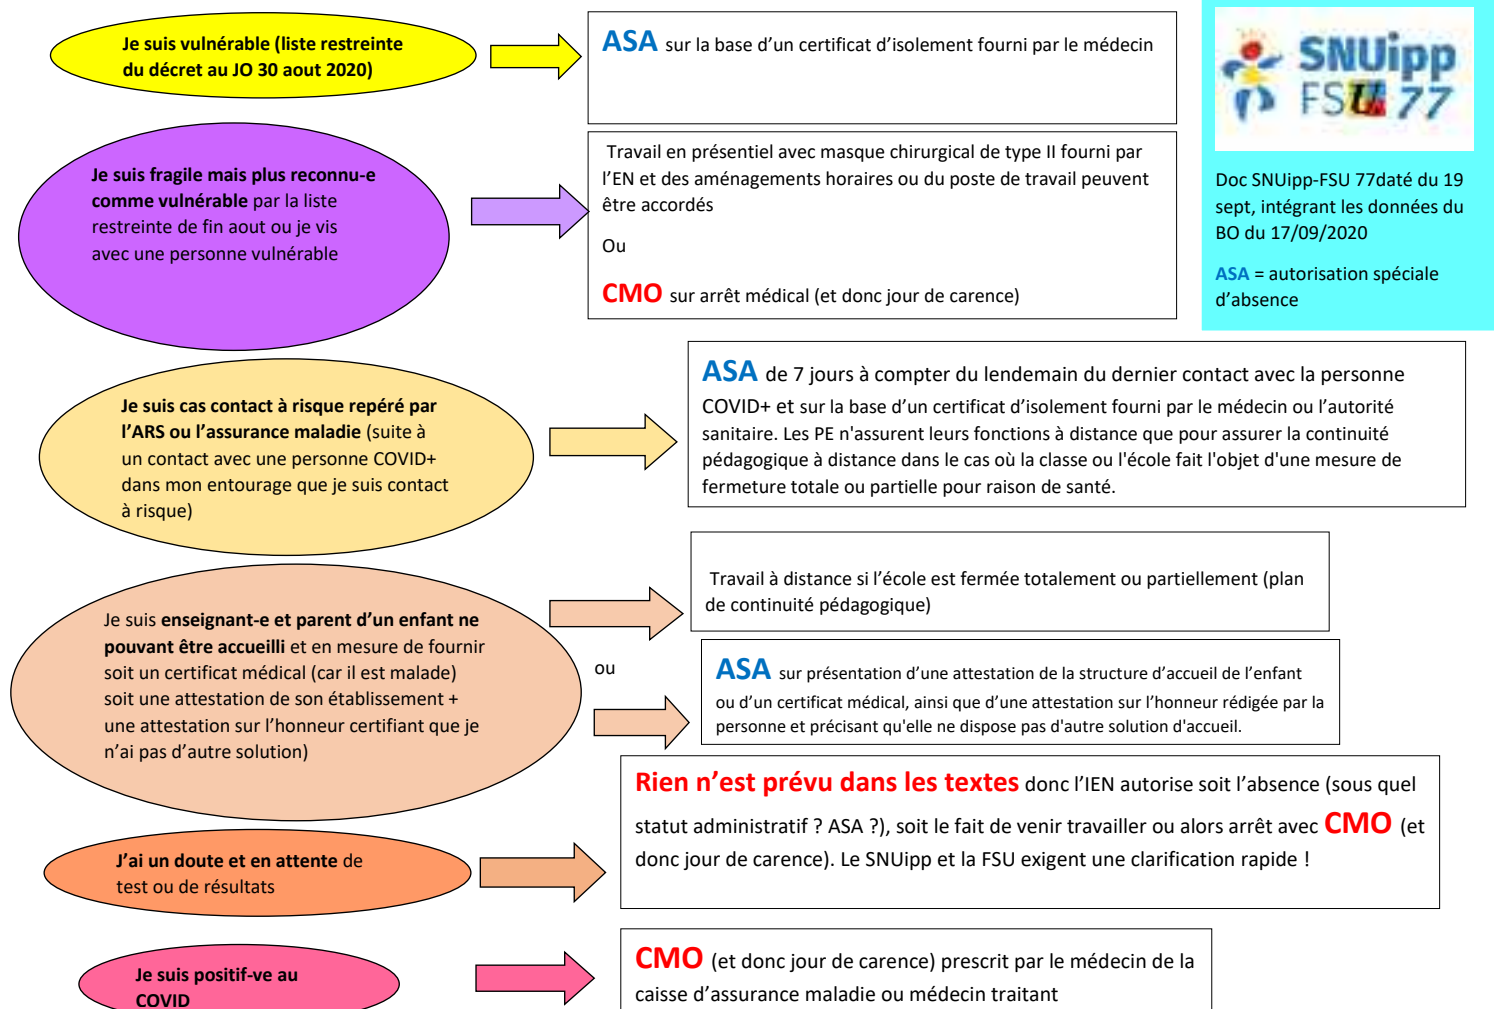 Je suis vulnérable (liste restreinte
du décret au JO 30 aout 2020)
ASA sur la base d’un certificat d’isolement fourni par le médecin
SNUipp
FSU 77
Doc SNUipp-FSU 77daté du 19
sept, intégrant les données du
BO du 17/09/2020
ASA = autorisation spéciale
d’absence
Je suis fragile mais plus reconnu-e
comme vulnérable par la liste
restreinte de fin aout ou je vis
avec une personne vulnérable
Travail en présentiel avec masque chirurgical de type II fourni par
l’EN et des aménagements horaires ou du poste de travail peuvent
être accordés
Ou
CMO sur arrêt médical (et donc jour de carence)
Je suis cas contact à risque repéré par
l’ARS ou l’assurance maladie (suite à
un contact avec une personne COVID+
dans mon entourage que je suis contact
à risque)
ASA de 7 jours à compter du lendemain du dernier contact avec la personne
COVID+ et sur la base d’un certificat d’isolement fourni par le médecin ou l’autorité
sanitaire. Les PE n'assurent leurs fonctions à distance que pour assurer la continuité
pédagogique à distance dans le cas où la classe ou l'école fait l'objet d'une mesure de
fermeture totale ou partielle pour raison de santé.
Je suis enseignant-e et parent d’un enfant ne
pouvant être accueilli et en mesure de fournir
soit un certificat médical (car il est malade)
soit une attestation de son établissement +
une attestation sur l’honneur certifiant que je
n’ai pas d’autre solution)
Travail à distance si l’école est fermée totalement ou partiellement (plan
de continuité pédagogique)
ou
ASA sur présentation d’une attestation de la structure d’accueil de l’enfant
ou d’un certificat médical, ainsi que d’une attestation sur l’honneur rédigée par la
personne et précisant qu'elle ne dispose pas d'autre solution d'accueil.
J’ai un doute et en attente de
test ou de résultats
Rien n’est prévu dans les textes donc l’IEN autorise soit l’absence (sous quel
statut administratif ? ASA ?), soit le fait de venir travailler ou alors arrêt avec CMO (et
donc jour de carence). Le SNUipp et la FSU exigent une clarification rapide !
Je suis positif-ve au
COVID
CMO (et donc jour de carence) prescrit par le médecin de la
caisse d’assurance maladie ou médecin traitant